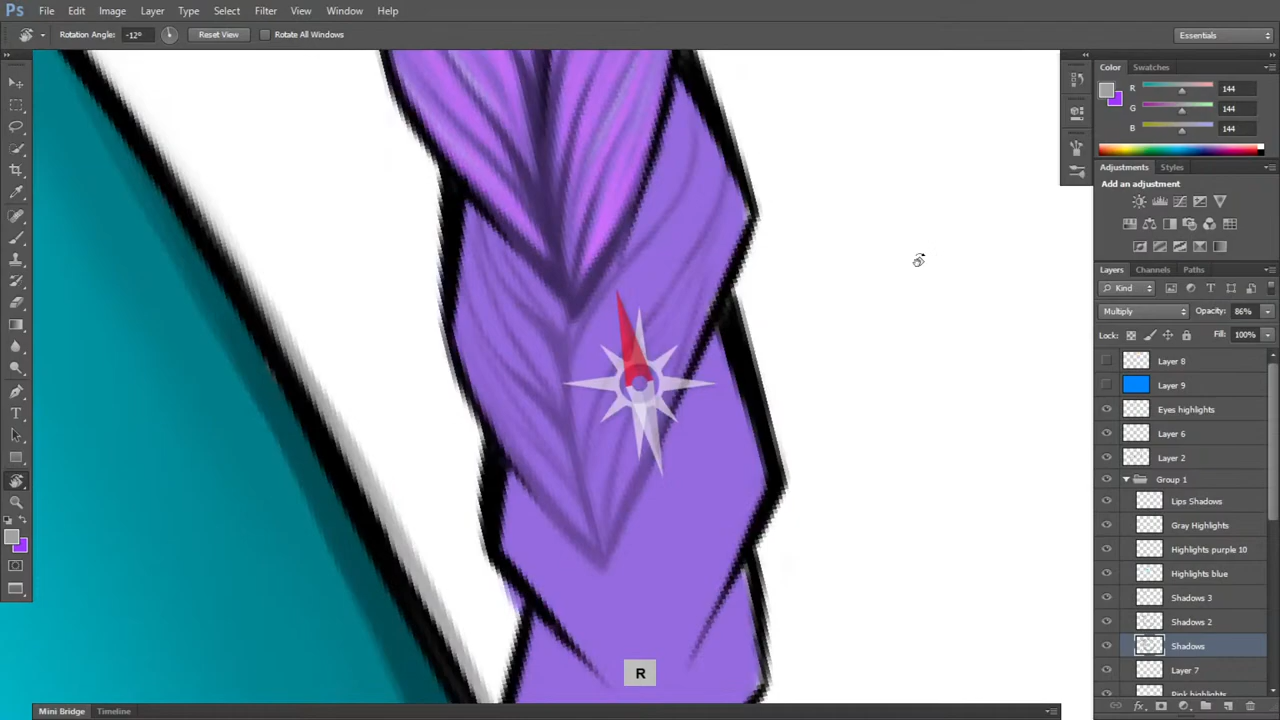 Ps File Edit Image Layer Type Select Filter View Window Help
Rotation Angle: -12° Reset View Rotate All Windows Essentials
Color Swatches
R 144
G 144
B 144
Adjustments Styles
Add an adjustment
Layers Channels Paths
Kind T
Multiply Opacity: 86%
Lock: Fill: 100%
Layer 8
Layer 9
Eyes highlights
Layer 6
Layer 2
Group 1
Lips Shadows
Gray Highlights
Highlights purple 10
Highlights blue
Shadows 3
Shadows 2
Shadows
Layer 7
Pink highlights
R
Mini Bridge Timeline
fx